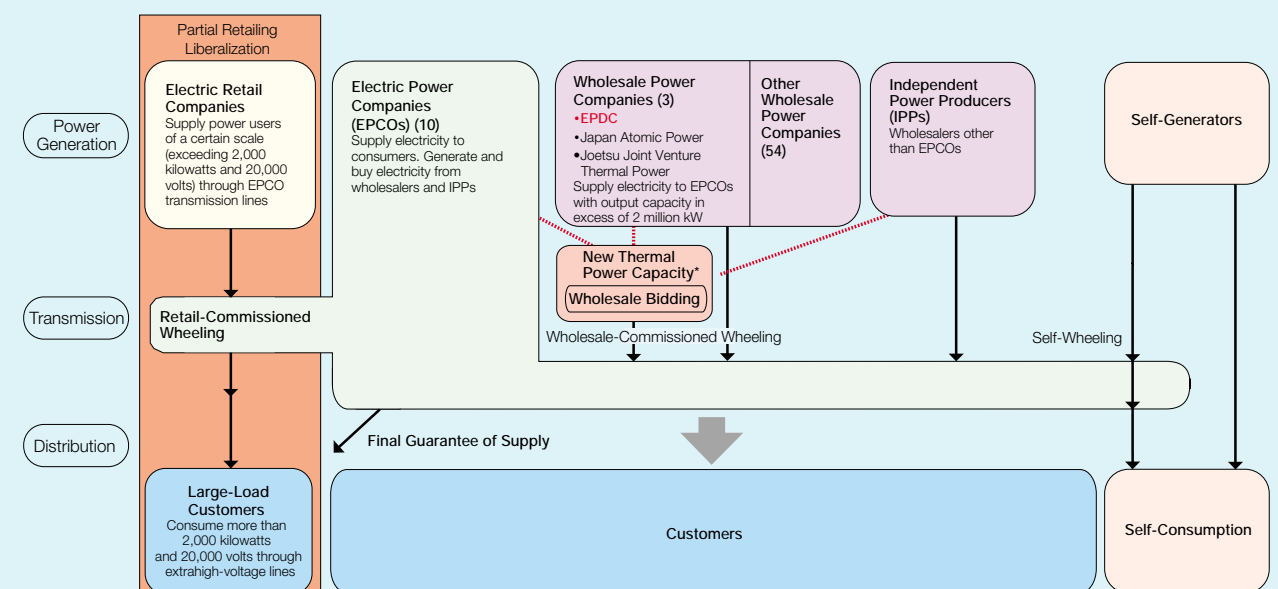 Partial Retailing
Liberalization
Power
Generation
Electric Retail
Companies
Supply power users
of a certain scale
(exceeding 2,000
kilowatts and 20,000
volts) through EPCO
transmission lines
Electric Power
Companies
(EPCOs) (10)
Supply electricity to
consumers. Generate and
buy electricity from
wholesalers and IPPs
Wholesale Power
Companies (3)
•EPDC
•Japan Atomic Power
•Joetsu Joint Venture
Thermal Power
Supply electricity to EPCOs
with output capacity in
excess of 2 million kW
Other
Wholesale
Power
Companies
(54)
Independent
Power Producers
(IPPs)
Wholesalers other
than EPCOs
Self-Generators
New Thermal
Power Capacity*
Wholesale Bidding
Transmission
Retail-Commissioned
Wheeling
Wholesale-Commissioned Wheeling
Self-Wheeling
Distribution
Final Guarantee of Supply
Large-Load
Customers
Consume more than
2,000 kilowatts
and 20,000 volts through
extrahigh-voltage lines
Customers
Self-Consumption